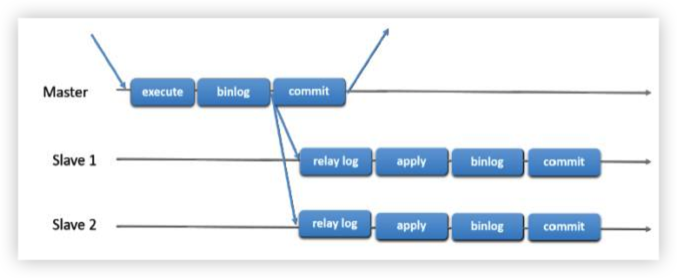 Master execute binlog commit
Slave 1 relay log apply binlog commit
Slave 2 relay log apply binlog commit